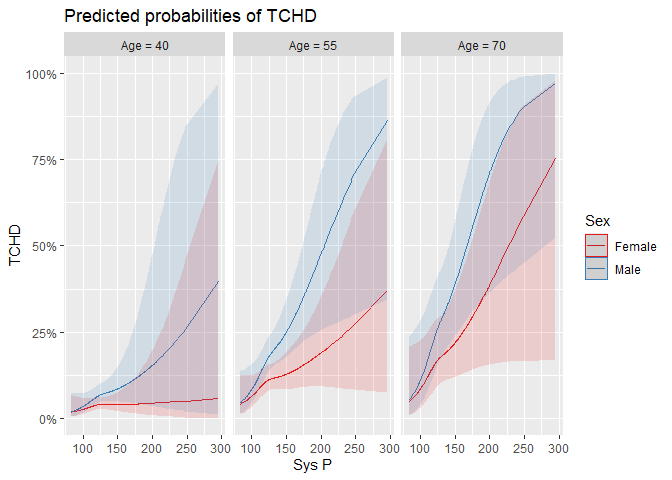 Predicted probabilities of TCHD
Age = 40
Age = 55
Age = 70
100%
75%
50%
25%
0%
TCHD
100 150 200 250 300
100 150 200 250 300
100 150 200 250 300
Sys P
Sex
Female
Male